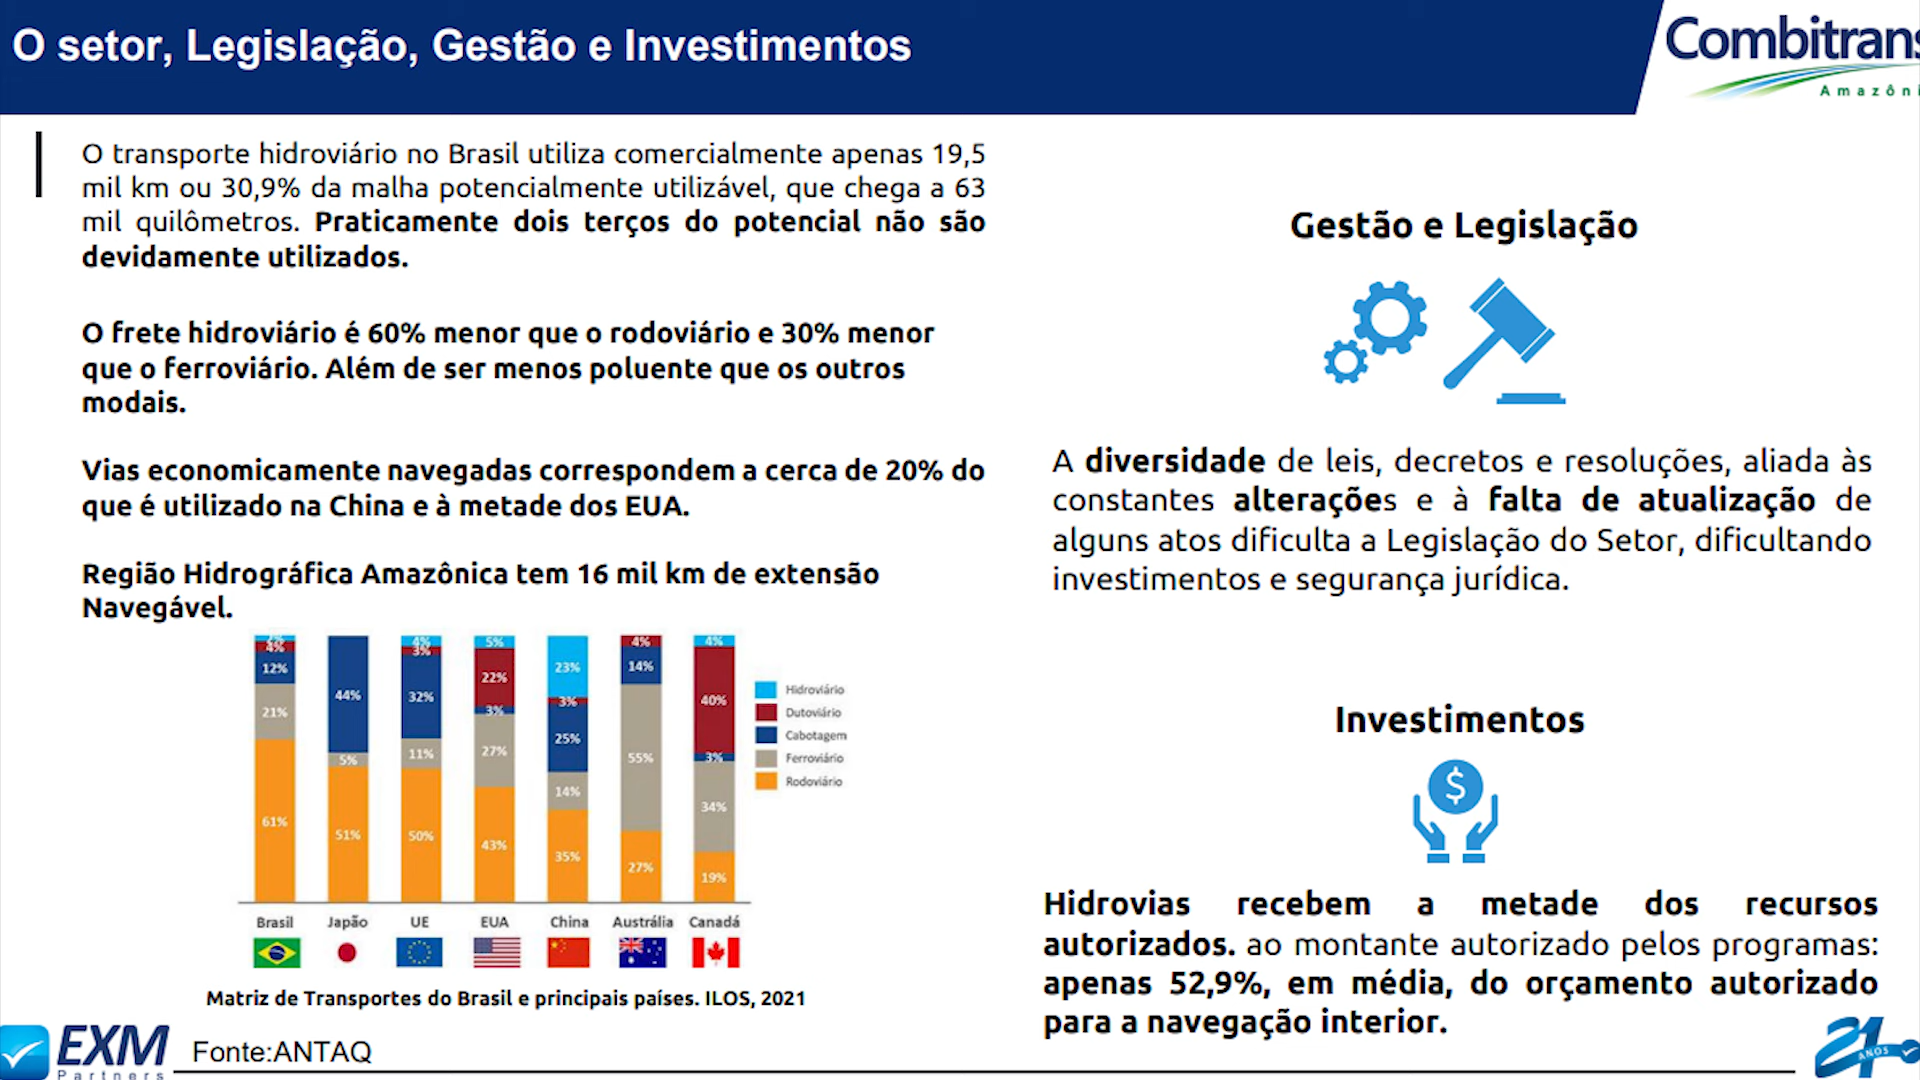 O setor, Legislação, Gestão e Investimentos
Combitrans
Amazôni
O transporte hidroviário no Brasil utiliza comercialmente apenas 19,5
mil km ou 30,9% da malha potencialmente utilizável, que chega a 63
mil quilômetros. Praticamente dois terços do potencial não são
devidamente utilizados.
O frete hidroviário é 60% menor que o rodoviário e 30% menor
que o ferroviário. Além de ser menos poluente que os outros
modais.
Vias economicamente navegadas correspondem a cerca de 20% do
que é utilizado na China e à metade dos EUA.
Região Hidrográfica Amazônica tem 16 mil km de extensão
Navegável.
2% 4% 5% 4% 4%
4% 3% 22% 23% 14% 40%
12% 44% 32% 3% 3% 55% 3%
21% 5% 11% 27% 25% 34%
61% 51% 50% 43% 14% 27% 19%
35%
Hidroviário
Dutoviário
Cabotagem
Ferroviário
Rodoviário
Brasil Japão UE EUA China Austrália Canadá
Matriz de Transportes do Brasil e principais países. ILOS, 2021
Gestão e Legislação
A diversidade de leis, decretos e resoluções, aliada às
constantes alterações e à falta de atualização de
alguns atos dificulta a Legislação do Setor, dificultando
investimentos e segurança jurídica.
Investimentos
$
Hidrovias recebem a metade dos recursos
autorizados. ao montante autorizado pelos programas:
apenas 52,9%, em média, do orçamento autorizado
para a navegação interior.
EXM
Partners
Fonte:ANTAQ
21
ANOS